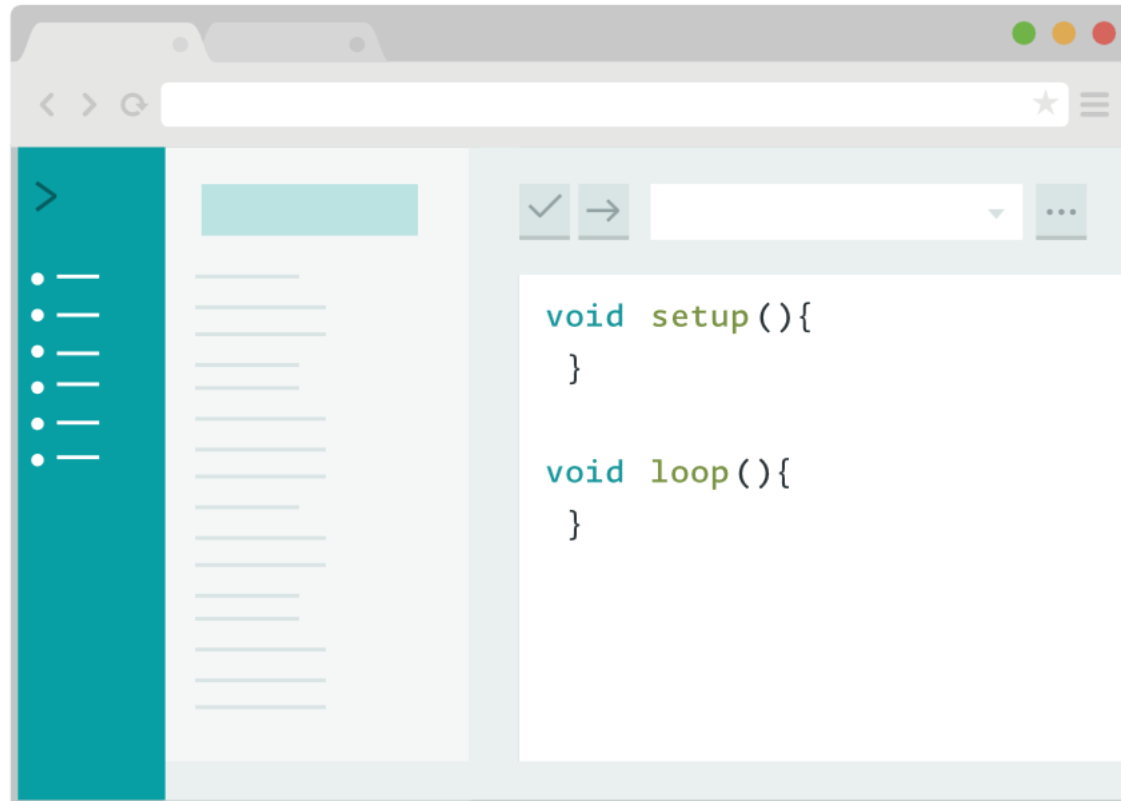 void setup(){
}
void loop(){
}